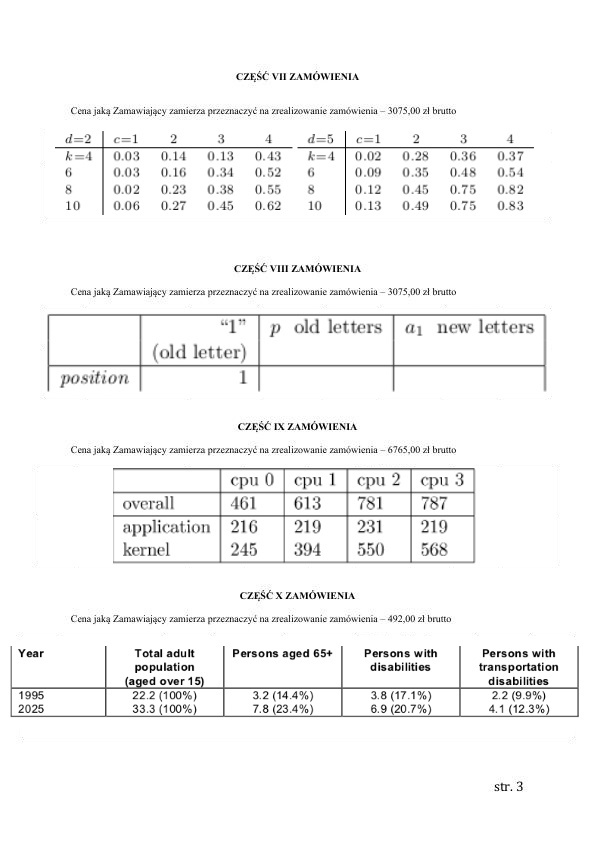 CZĘŚĆ VII ZAMÓWIENIA
Cena jaką Zamawiający zamierza przeznaczyć na zrealizowanie zamówienia – 3075,00 zł brutto
d=2 c=1 2 3 4 d=5 c=1 2 3 4
k=4 0.03 0.14 0.13 0.43 k=4 0.02 0.28 0.36 0.37
6 0.03 0.16 0.34 0.52 6 0.09 0.35 0.48 0.54
8 0.02 0.23 0.38 0.55 8 0.12 0.45 0.75 0.82
10 0.06 0.27 0.45 0.62 10 0.13 0.49 0.75 0.83
CZĘŚĆ VIII ZAMÓWIENIA
Cena jaką Zamawiający zamierza przeznaczyć na zrealizowanie zamówienia – 3075,00 zł brutto
“1” p old letters a₁ new letters
(old letter)
position 1
CZĘŚĆ IX ZAMÓWIENIA
Cena jaką Zamawiający zamierza przeznaczyć na zrealizowanie zamówienia – 6765,00 zł brutto
cpu 0 cpu 1 cpu 2 cpu 3
overall 461 613 781 787
application 216 219 231 219
kernel 245 394 550 568
CZĘŚĆ X ZAMÓWIENIA
Cena jaką Zamawiający zamierza przeznaczyć na zrealizowanie zamówienia – 492,00 zł brutto
Year Total adult Persons aged 65+ Persons with Persons with
population disabilities transportation
(aged over 15) disabilities
1995 22.2 (100%) 3.2 (14.4%) 3.8 (17.1%) 2.2 (9.9%)
2025 33.3 (100%) 7.8 (23.4%) 6.9 (20.7%) 4.1 (12.3%)
str. 3